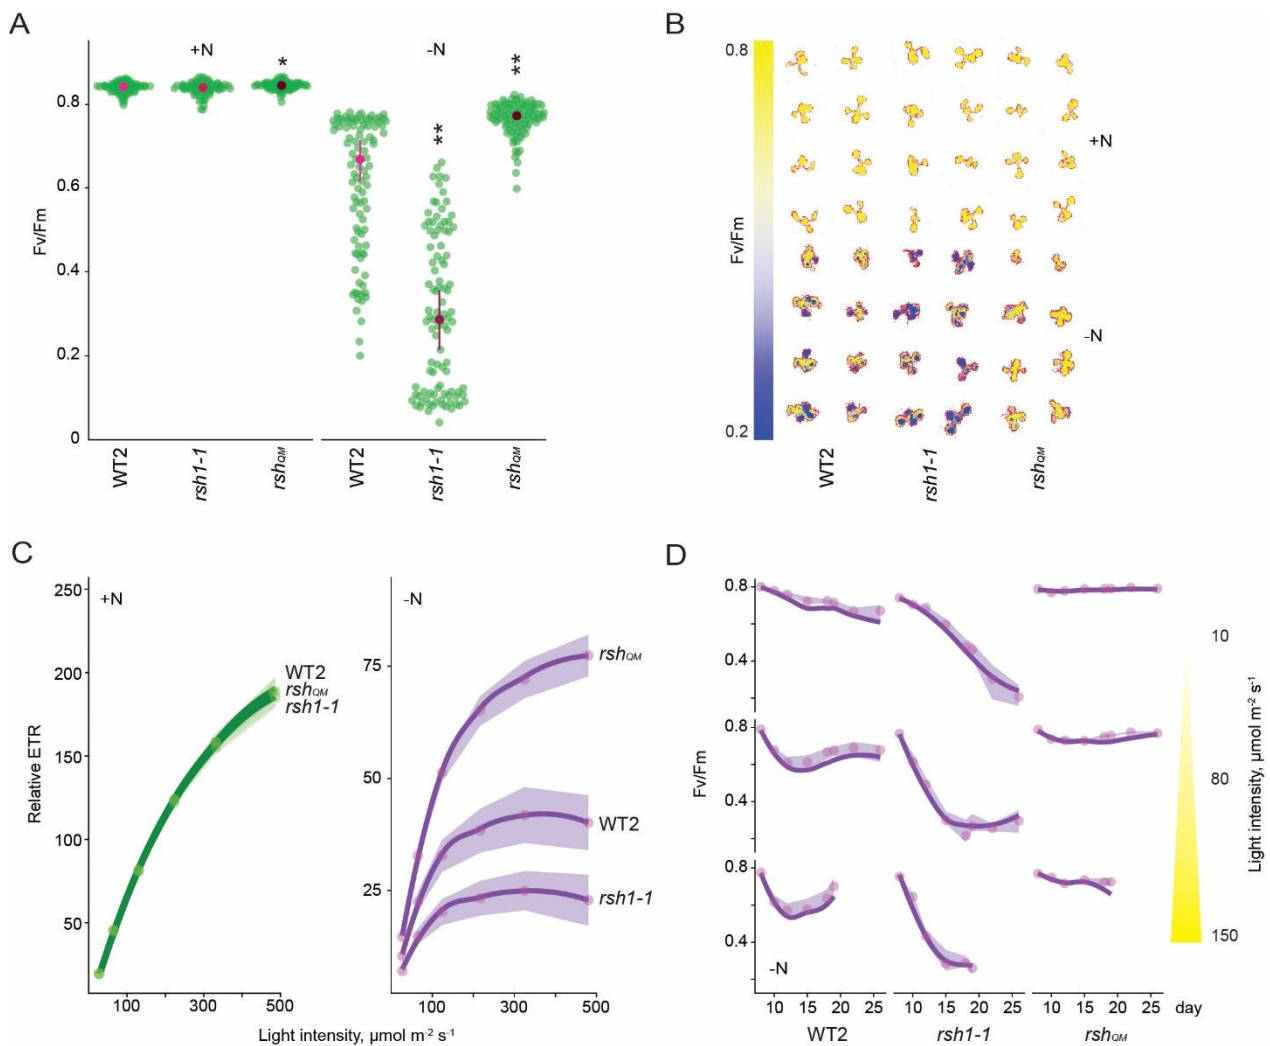 A
+N
-N
*
**
**
0.8
0.6
0.4
0.2
0
Fv/Fm
WT2
rsh1-1
rshQM
WT2
rsh1-1
rshQM
B
0.8
0.2
Fv/Fm
+N
-N
WT2
rsh1-1
rshQM
C
+N
250
200
150
100
50
Relative ETR
WT2
rshQM
rsh1-1
100 300 500
-N
75
50
25
rshQM
WT2
rsh1-1
100 300 500
Light intensity, µmol m-2 s-1
D
0.8
0.4
0.8
0.4
0.8
0.4
Fv/Fm
-N
10 15 20 25
10 15 20 25
10 15 20 25
day
WT2
rsh1-1
rshQM
10
80
150
Light intensity, µmol m-2 s-1